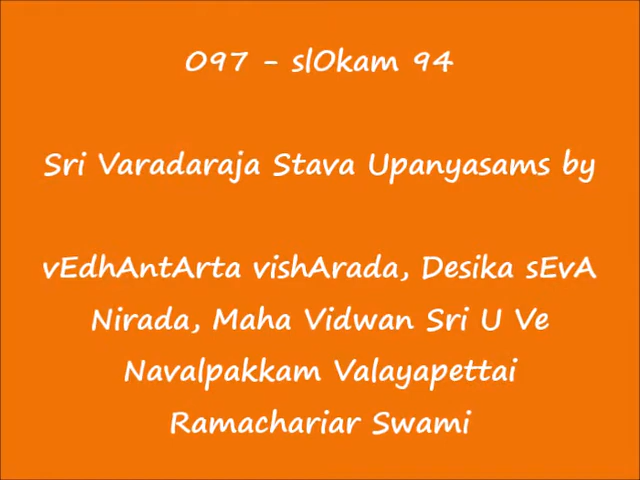 097 - slOkam 94
Sri Varadaraja Stava Upanyasams by
vEdhAntArta vishArada, Desika sEvA
Nirada, Maha Vidwan Sri U Ve
Navalpakkam Valayapettai
Ramachariar Swami